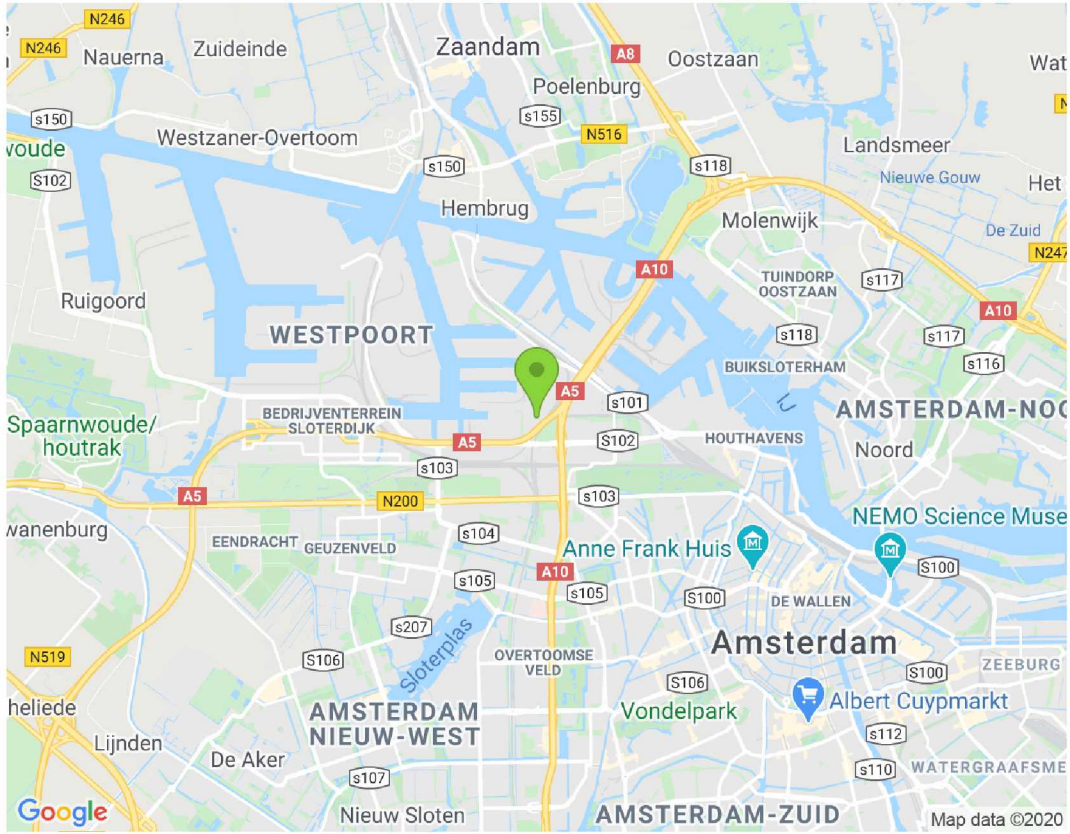 N246
N246
Nauerna
Zuideinde
Zaandam
A8
Oostzaan
Wat
Poelenburg
s150
s155
N516
Westzaner-Overtoom
woude
S102
s150
s118
Landsmeer
Nieuwe Gouw
Het
Hembrug
Molenwijk
De Zuid
N247
A10
TUINDORP
OOSTZAAN
s117
Ruigoord
A10
WESTPOORT
s118
s117
s116
BUIKSLOTERHAM
A5
s101
IJ
AMSTERDAM-NOO
BEDRIJVENTERREIN
SLOTERDIJK
Spaarnwoude/
houtrak
A5
S102
HOUTHAVENS
Noord
s103
A5
N200
s103
NEMO Science Muse
wanenburg
EENDRACHT
GEUZENVELD
s104
Anne Frank Huis
S100
A10
s105
s105
S100
DE WALLEN
s207
Sloterplas
Amsterdam
N519
S106
OVERTOOMSE
VELD
S106
S100
ZEEBURG
Vondelpark
Albert Cuypmarkt
heliede
AMSTERDAM
NIEUW-WEST
Lijnden
De Aker
s112
s107
s110
WATERGRAAFSME
Google
Nieuw Sloten
AMSTERDAM-ZUID
Map data ©2020